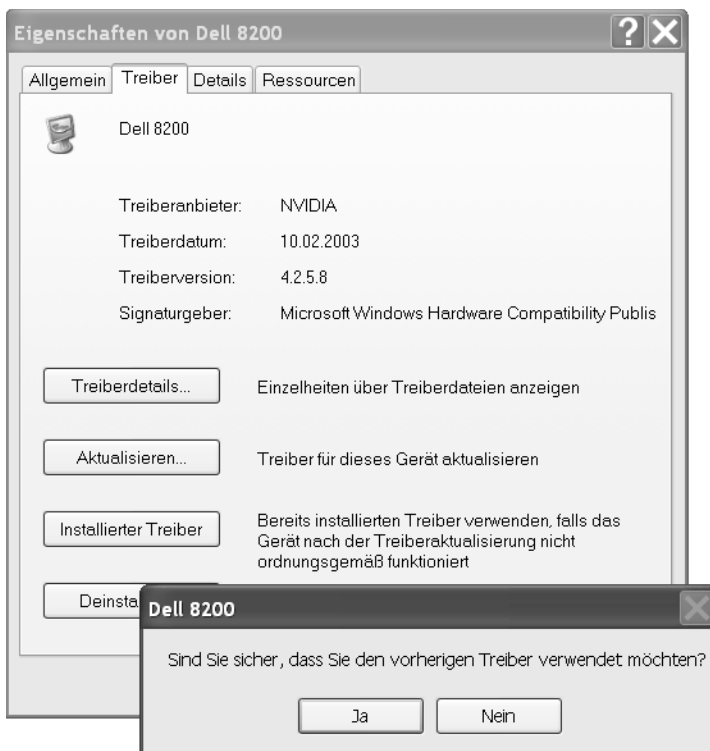 Eigenschaften von Dell 8200
Allgemein Treiber Details Ressourcen
Dell 8200
Treiberanbieter: NVIDIA
Treiberdatum: 10.02.2003
Treiberversion: 4.2.5.8
Signaturgeber: Microsoft Windows Hardware Compatibility Publis
Treiberdetails... Einzelheiten über Treiberdateien anzeigen
Aktualisieren... Treiber für dieses Gerät aktualisieren
Installierter Treiber Bereits installierten Treiber verwenden, falls das
Gerät nach der Treiberaktualisierung nicht
ordnungsgemäß funktioniert
Deinsta
Dell 8200
Sind Sie sicher, dass Sie den vorherigen Treiber verwendet möchten?
Ja Nein